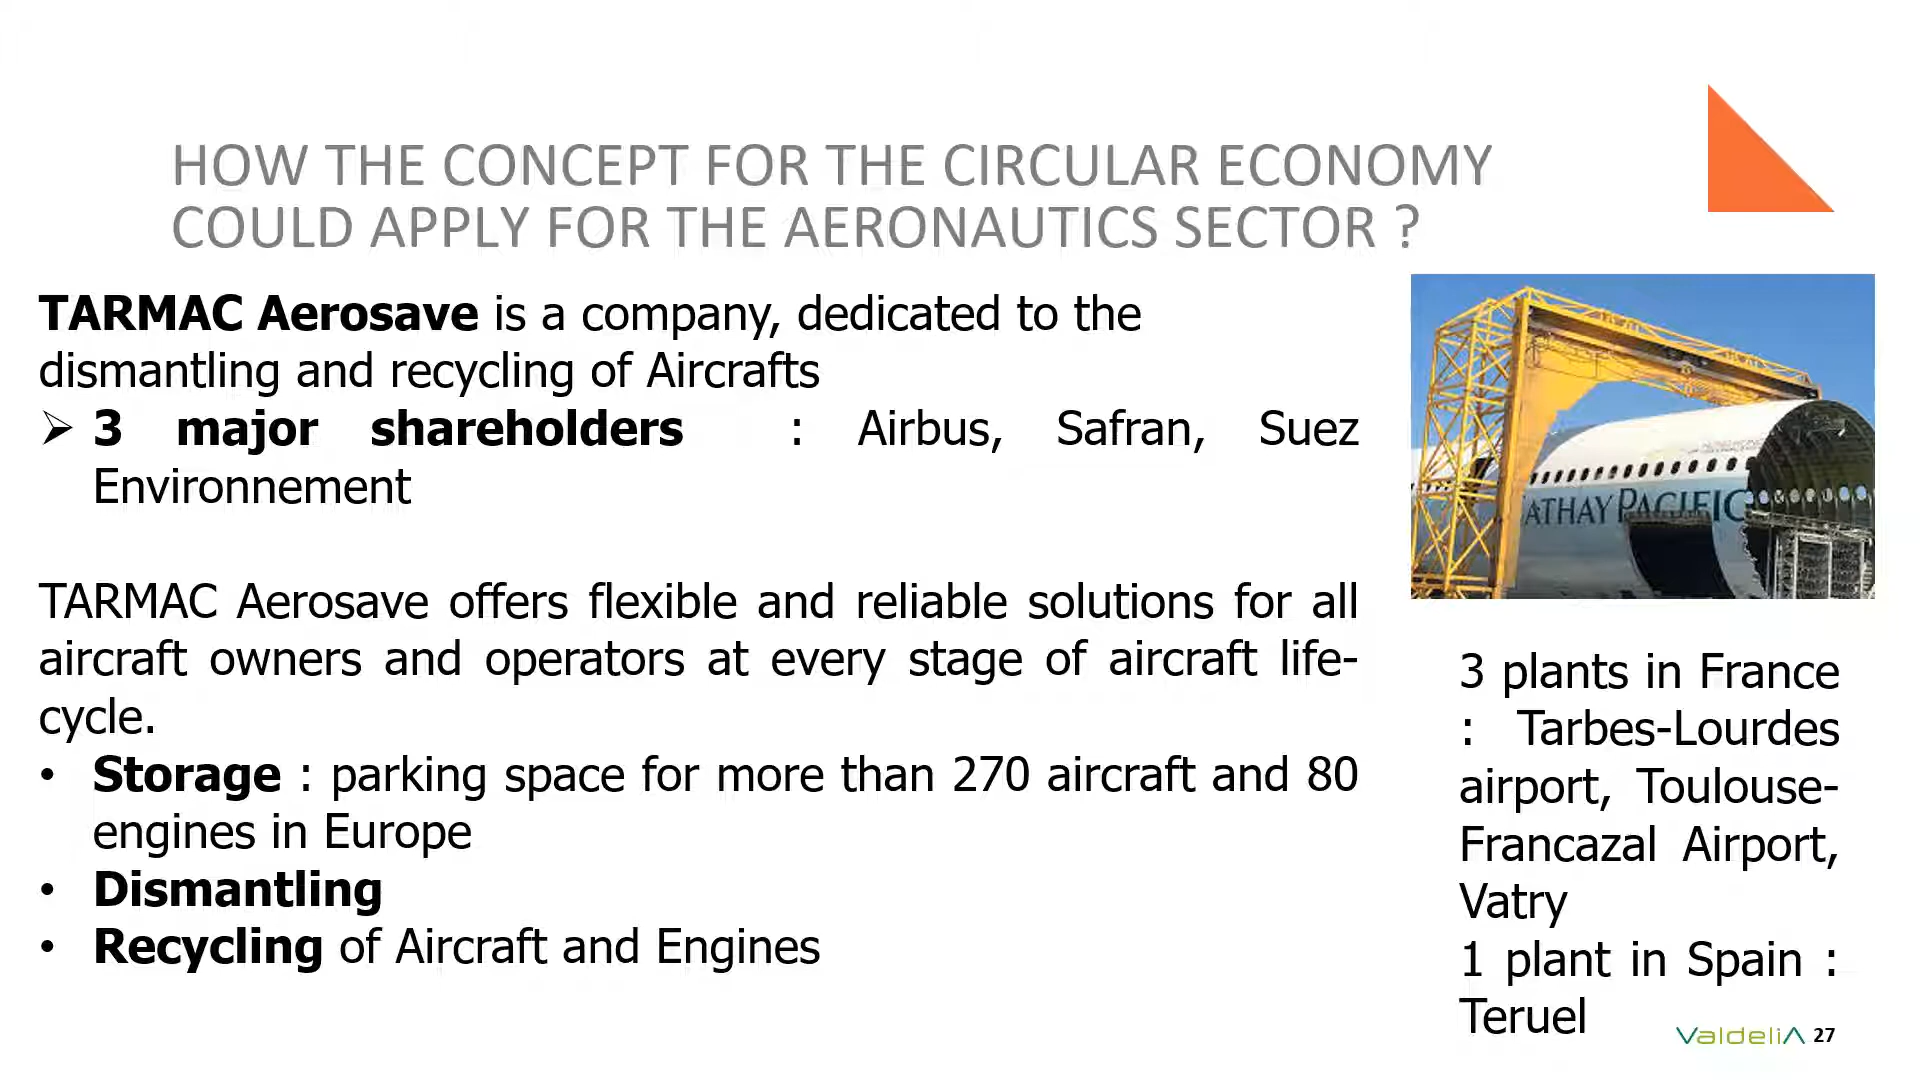 HOW THE CONCEPT FOR THE CIRCULAR ECONOMY
COULD APPLY FOR THE AERONAUTICS SECTOR ?
TARMAC Aerosave is a company, dedicated to the
dismantling and recycling of Aircrafts
➢ 3 major shareholders : Airbus, Safran, Suez
Environnement
TARMAC Aerosave offers flexible and reliable solutions for all
aircraft owners and operators at every stage of aircraft life-
cycle.
• Storage : parking space for more than 270 aircraft and 80
engines in Europe
• Dismantling
• Recycling of Aircraft and Engines
ATHAY PACIFIC
3 plants in France
: Tarbes-Lourdes
airport, Toulouse-
Francazal Airport,
Vatry
1 plant in Spain :
Teruel
ValdeliA 27